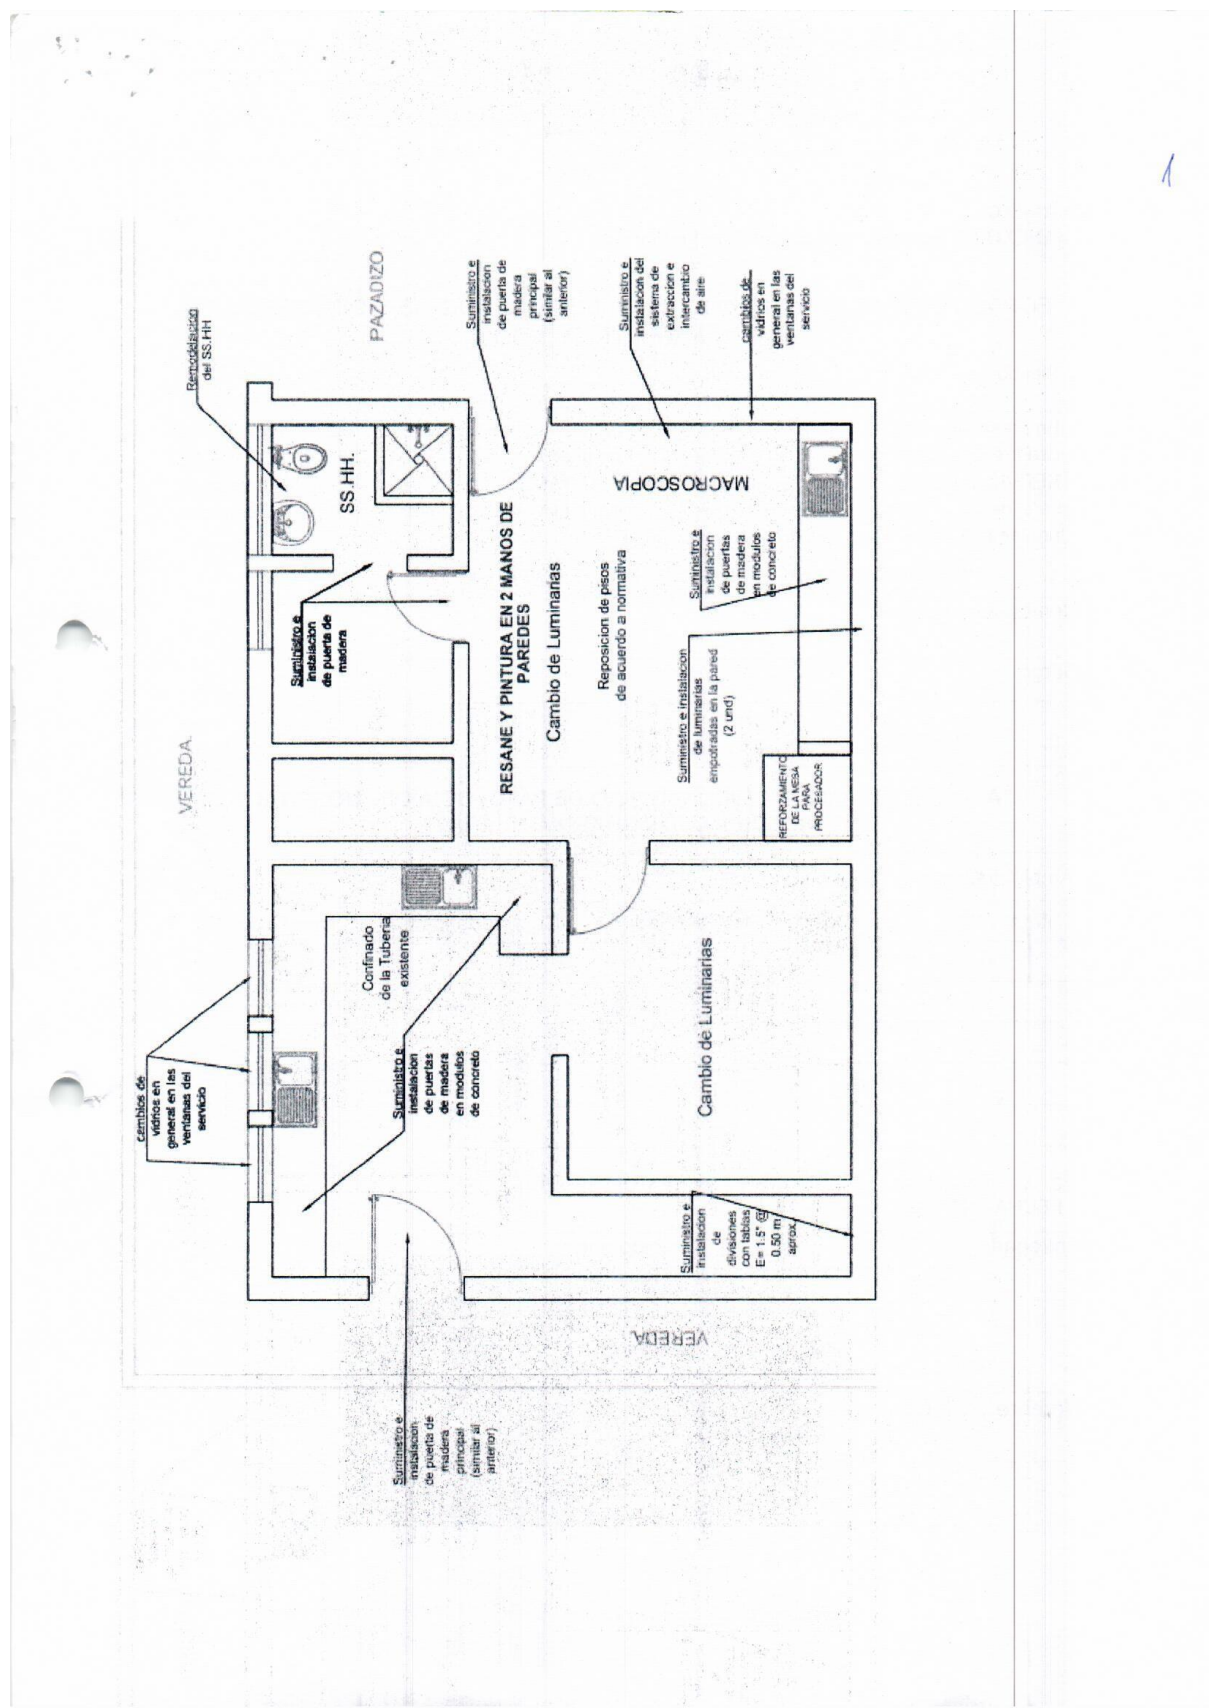 1
Remodelacion
del SS.HH
PAZADIZO
Suministro e
instalacion
de puerta de
madera
principal
(similar al
anterior)
Suministro e
instalacion del
sistema de
extraccion e
intercambio
de aire
cambios de
vidrios en
general en las
ventanas del
servicio
SS.HH.
MACROSCOPIA
Suministro e
instalacion
de puerta de
madera
RESANE Y PINTURA EN 2 MANOS DE
PAREDES
Cambio de Luminarias
Reposicion de pisos
de acuerdo a normativa
Suministro e
instalacion
de puertas
de madera
en modulos
de concreto
Suministro e instalacion
de luminarias
empotradas en la pared
(2 und)
REFORZAMIENTO
DE LA MESA
PARA
PROCESADOR
VEREDA
cambios de
vidrios en
general en las
ventanas del
servicio
Confinado
de la Tuberia
existente
Suministro e
instalacion
de puertas
de madera
en modulos
de concreto
Cambio de Luminarias
Suministro e
instalacion
de
divisiones
con tablas
E= 1.5" @
0.50 m
aprox.
VEREDA
Suministro e
instalacion
de puerta de
madera
principal
(similar al
anterior)